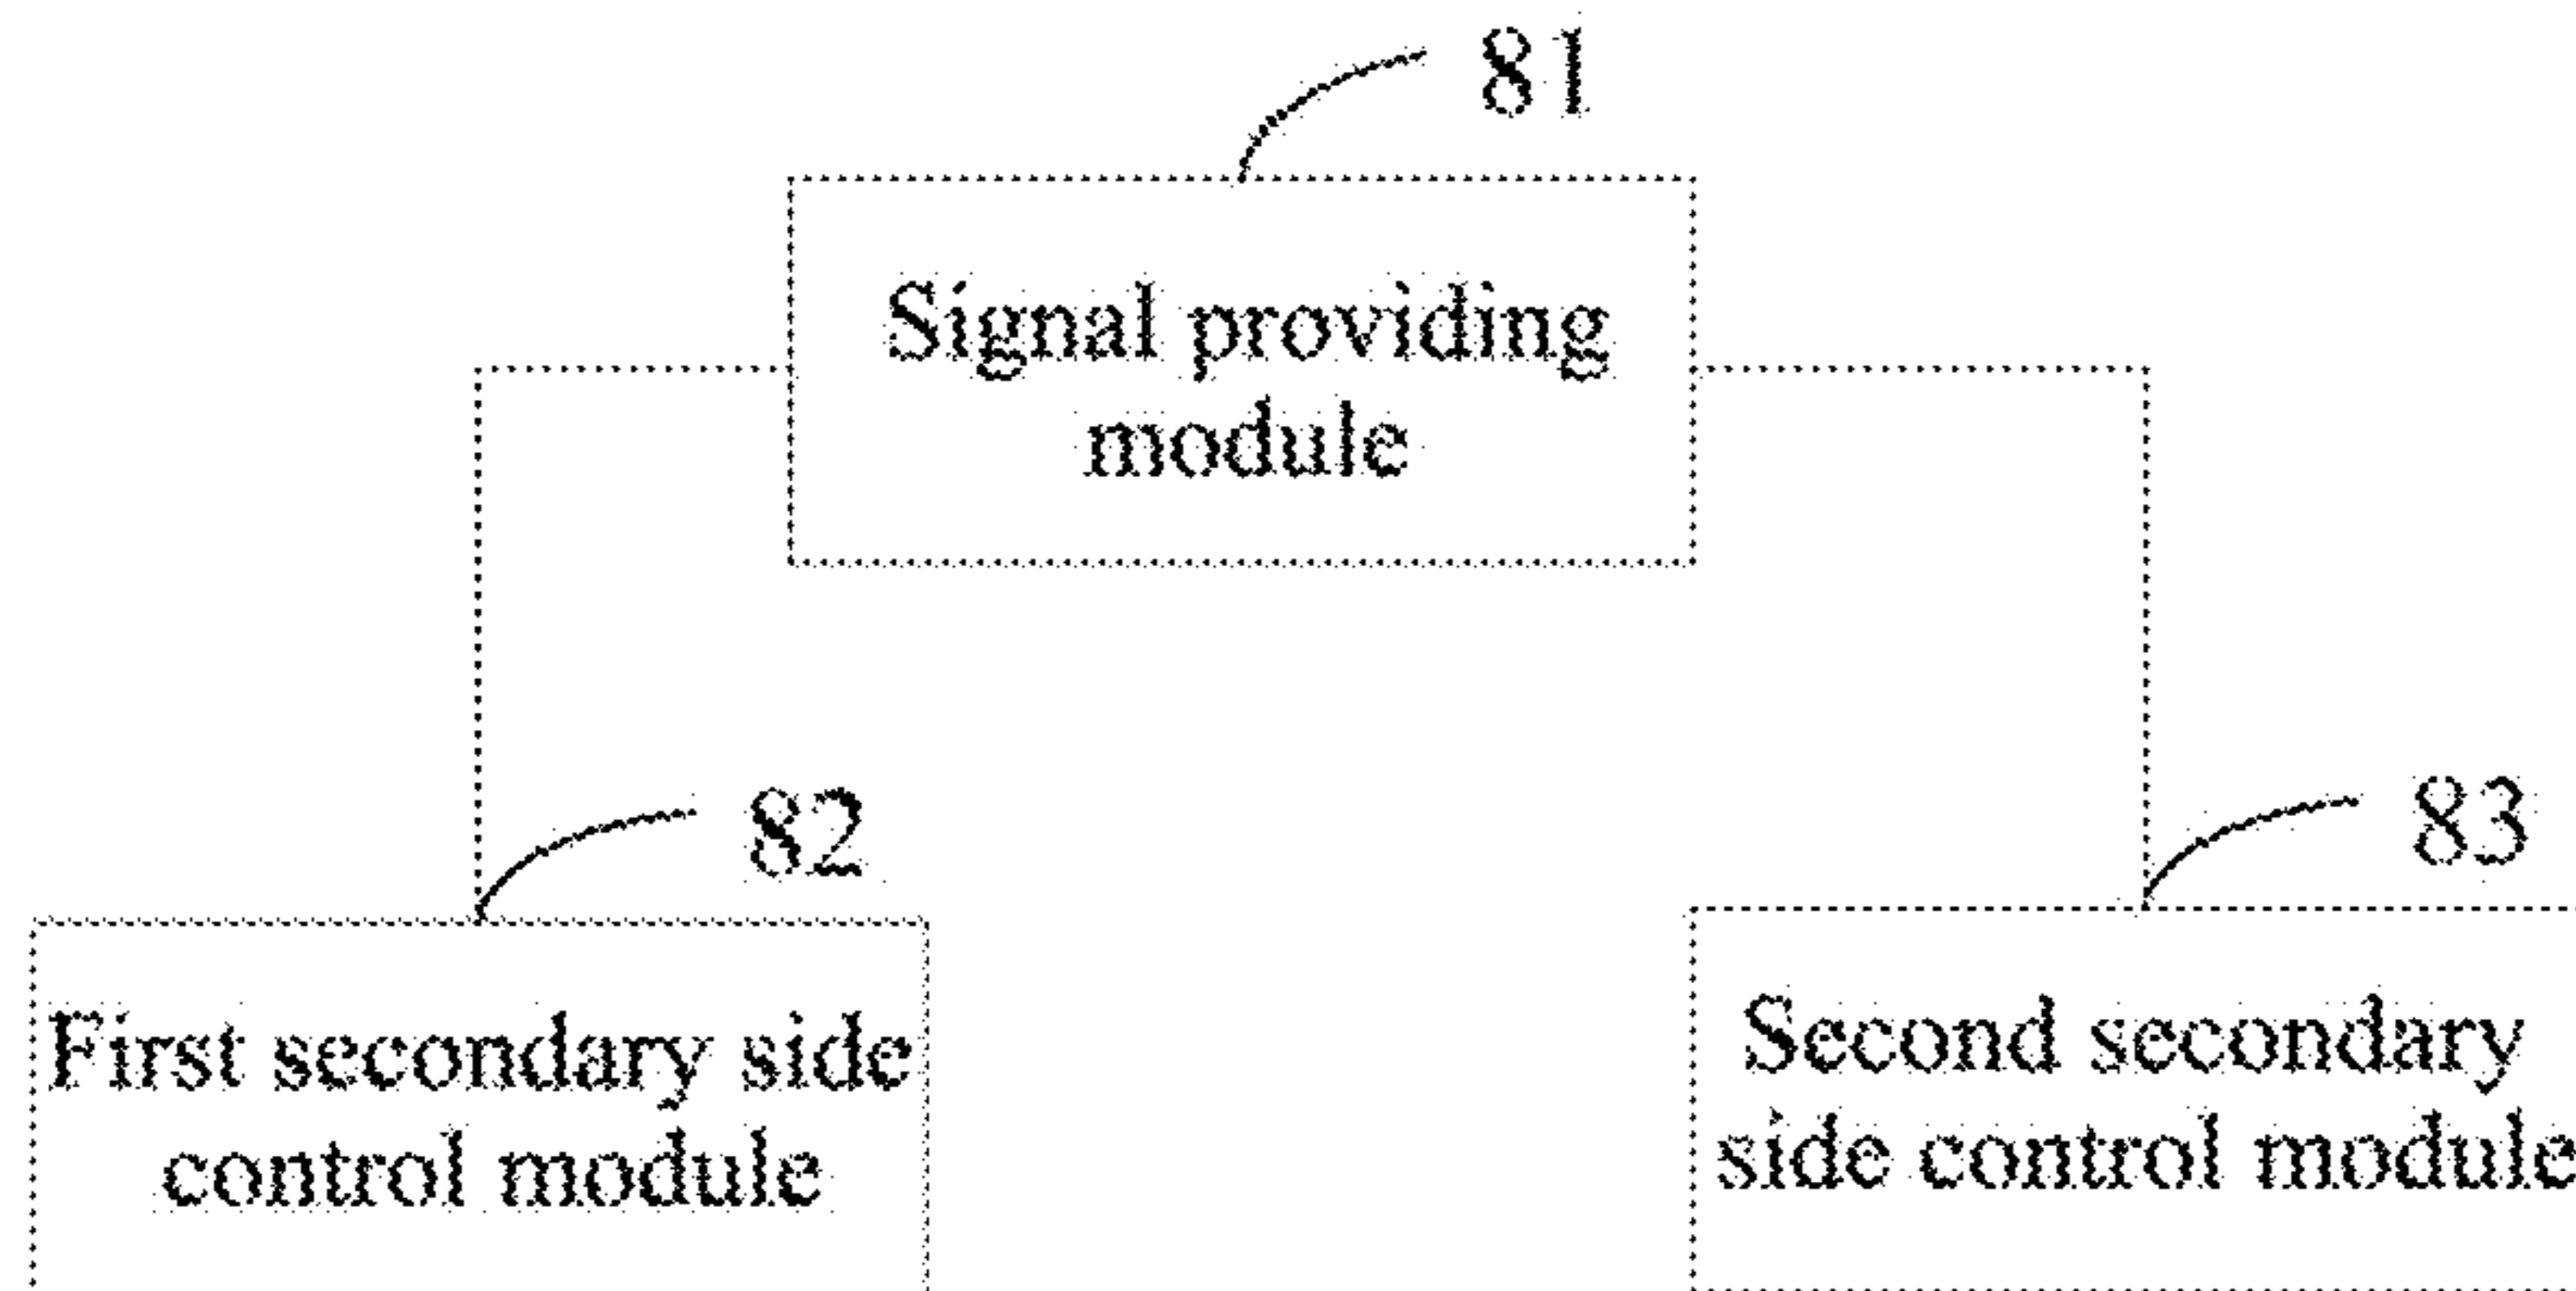 81
Signal providing
module
82
83
First secondary side
control module
Second secondary
side control module